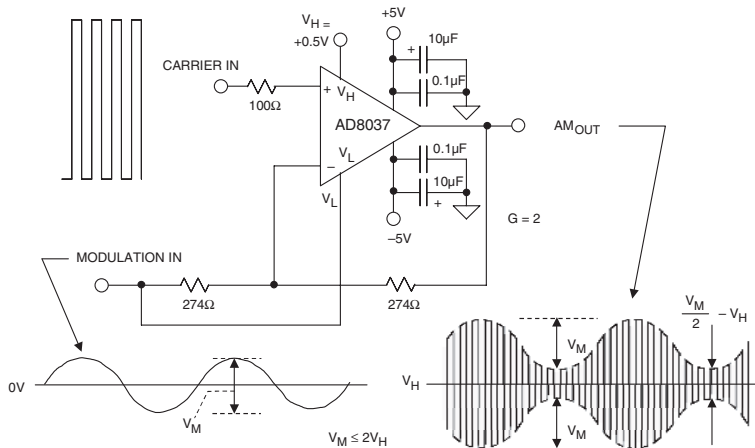 V_H =
+0.5V
+5V
+ 10µF
0.1µF
CARRIER IN
100Ω
+ V_H
AD8037
V_L
−
V_L
AM_OUT
0.1µF
10µF
+
−5V
G = 2
MODULATION IN
274Ω
274Ω
0V
V_M
V_M ≤ 2V_H
V_M/2 − V_H
V_M
V_H
V_M